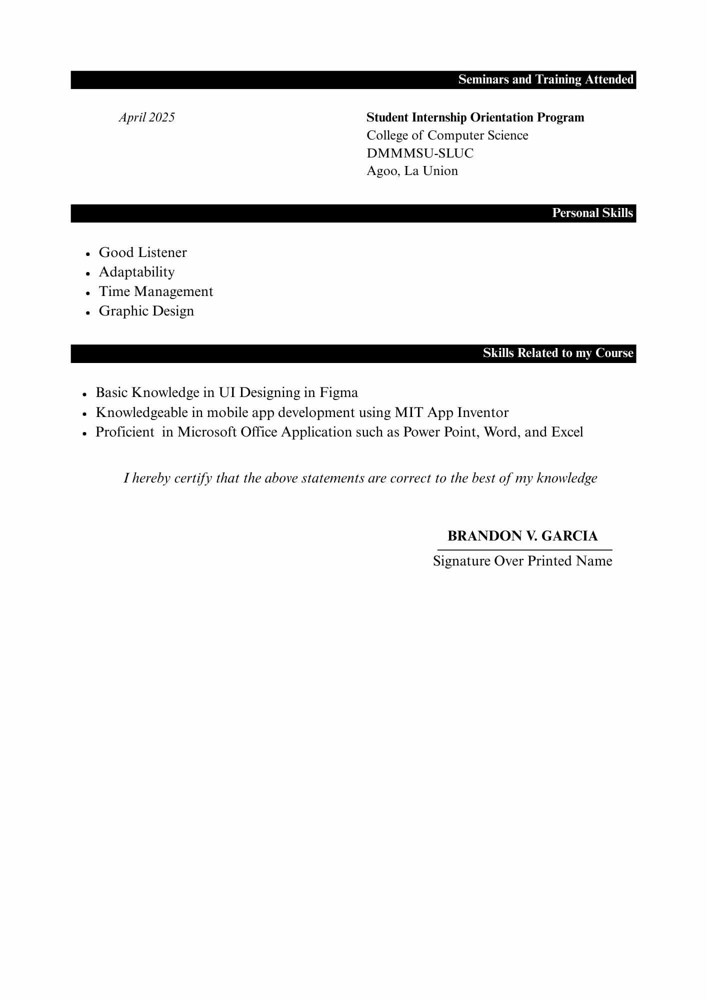 Seminars and Training Attended
April 2025
Student Internship Orientation Program
College of Computer Science
DMMMSU-SLUC
Agoo, La Union
Personal Skills
• Good Listener
• Adaptability
• Time Management
• Graphic Design
Skills Related to my Course
• Basic Knowledge in UI Designing in Figma
• Knowledgeable in mobile app development using MIT App Inventor
• Proficient  in Microsoft Office Application such as Power Point, Word, and Excel
I hereby certify that the above statements are correct to the best of my knowledge
BRANDON V. GARCIA
Signature Over Printed Name